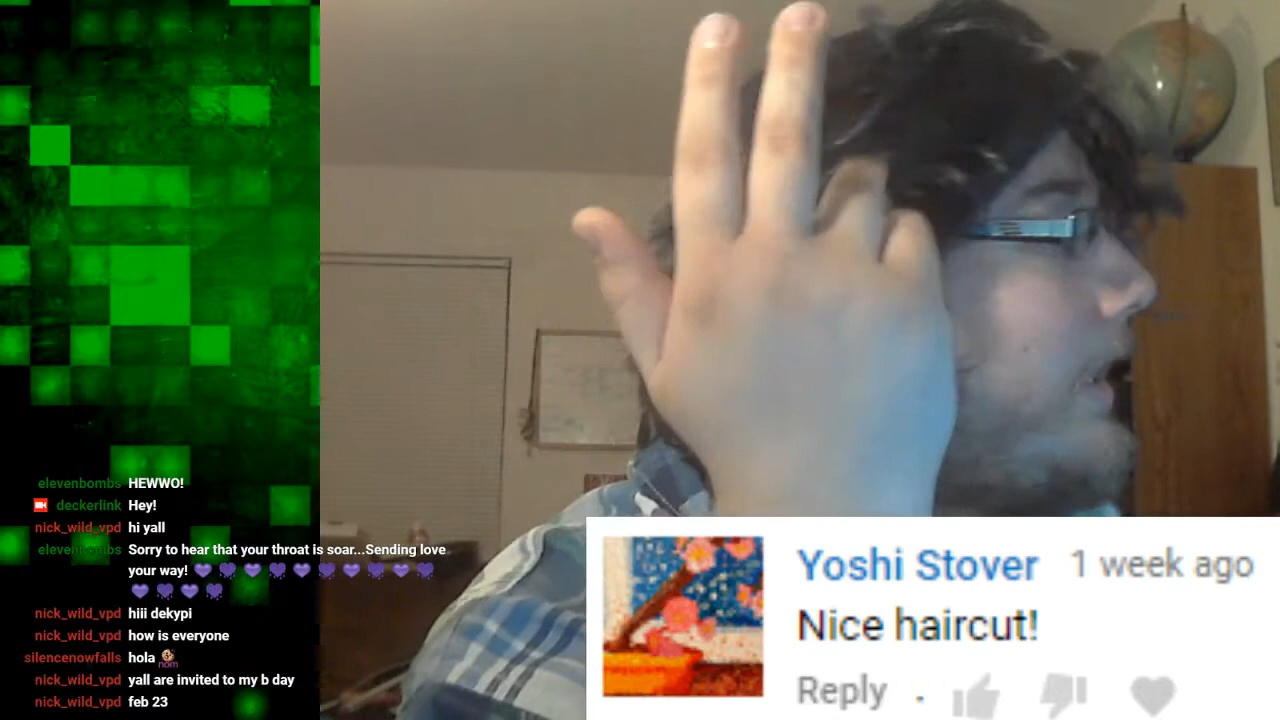 elevenbombs HEWWO!
deckerlink Hey!
nick_wild_vpd hi yall
elevenbombs Sorry to hear that your throat is soar...Sending love
your way!
nick_wild_vpd hiii dekypi
nick_wild_vpd how is everyone
silencenowfalls hola
nom
nick_wild_vpd yall are invited to my b day
nick_wild_vpd feb 23
Yoshi Stover 1 week ago
Nice haircut!
Reply